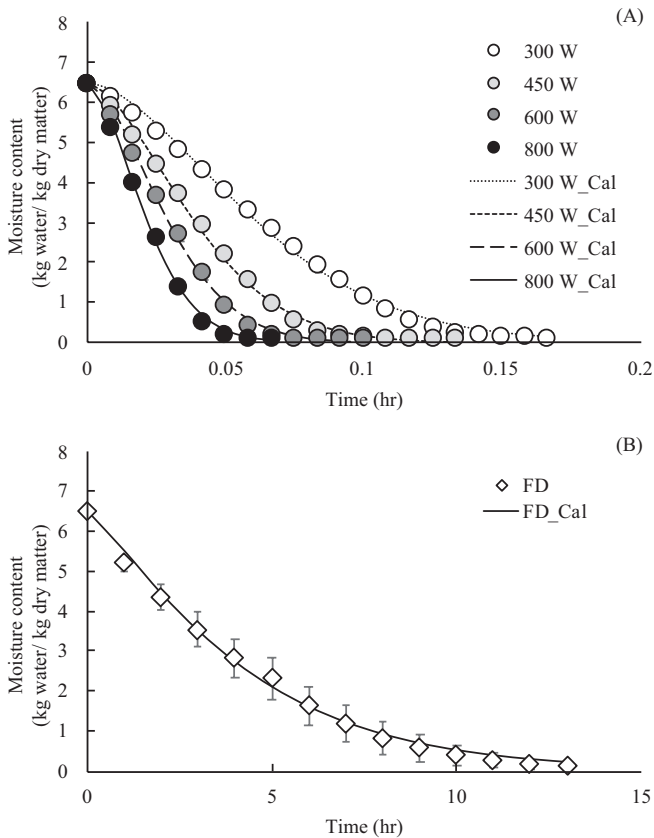 (A)
8
7
6
5
4
3
2
1
0
Moisture content
(kg water/ kg dry matter)
300 W
450 W
600 W
800 W
300 W_Cal
450 W_Cal
600 W_Cal
800 W_Cal
0
0.05
0.1
0.15
0.2
Time (hr)
(B)
8
7
6
5
4
3
2
1
0
Moisture content
(kg water/ kg dry matter)
FD
FD_Cal
0
5
10
15
Time (hr)